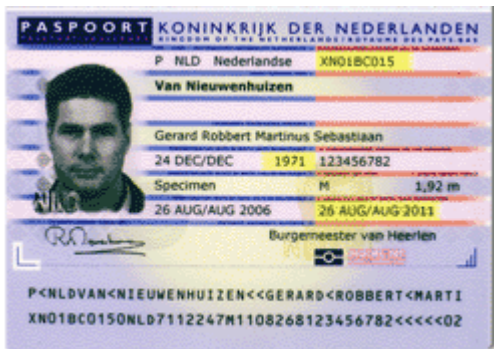 PASPOORT KONINKRIJK DER NEDERLANDEN
KINGDOM OF THE NETHERLANDS/ROYAUME DES PAYS-BAS
P NLD Nederlandse XN01BC015
Van Nieuwenhuizen
Gerard Robbert Martinus Sebastiaan
24 DEC/DEC 1971 123456782
Specimen M 1,92 m
26 AUG/AUG 2006 26 AUG/AUG 2011
Burgemeester van Heerlen
P<NLDVAN<NIEUWENHUIZEN<<GERARD<ROBBERT<MARTI
XN01BC0150NLD7112247M1108268123456782<<<<<02